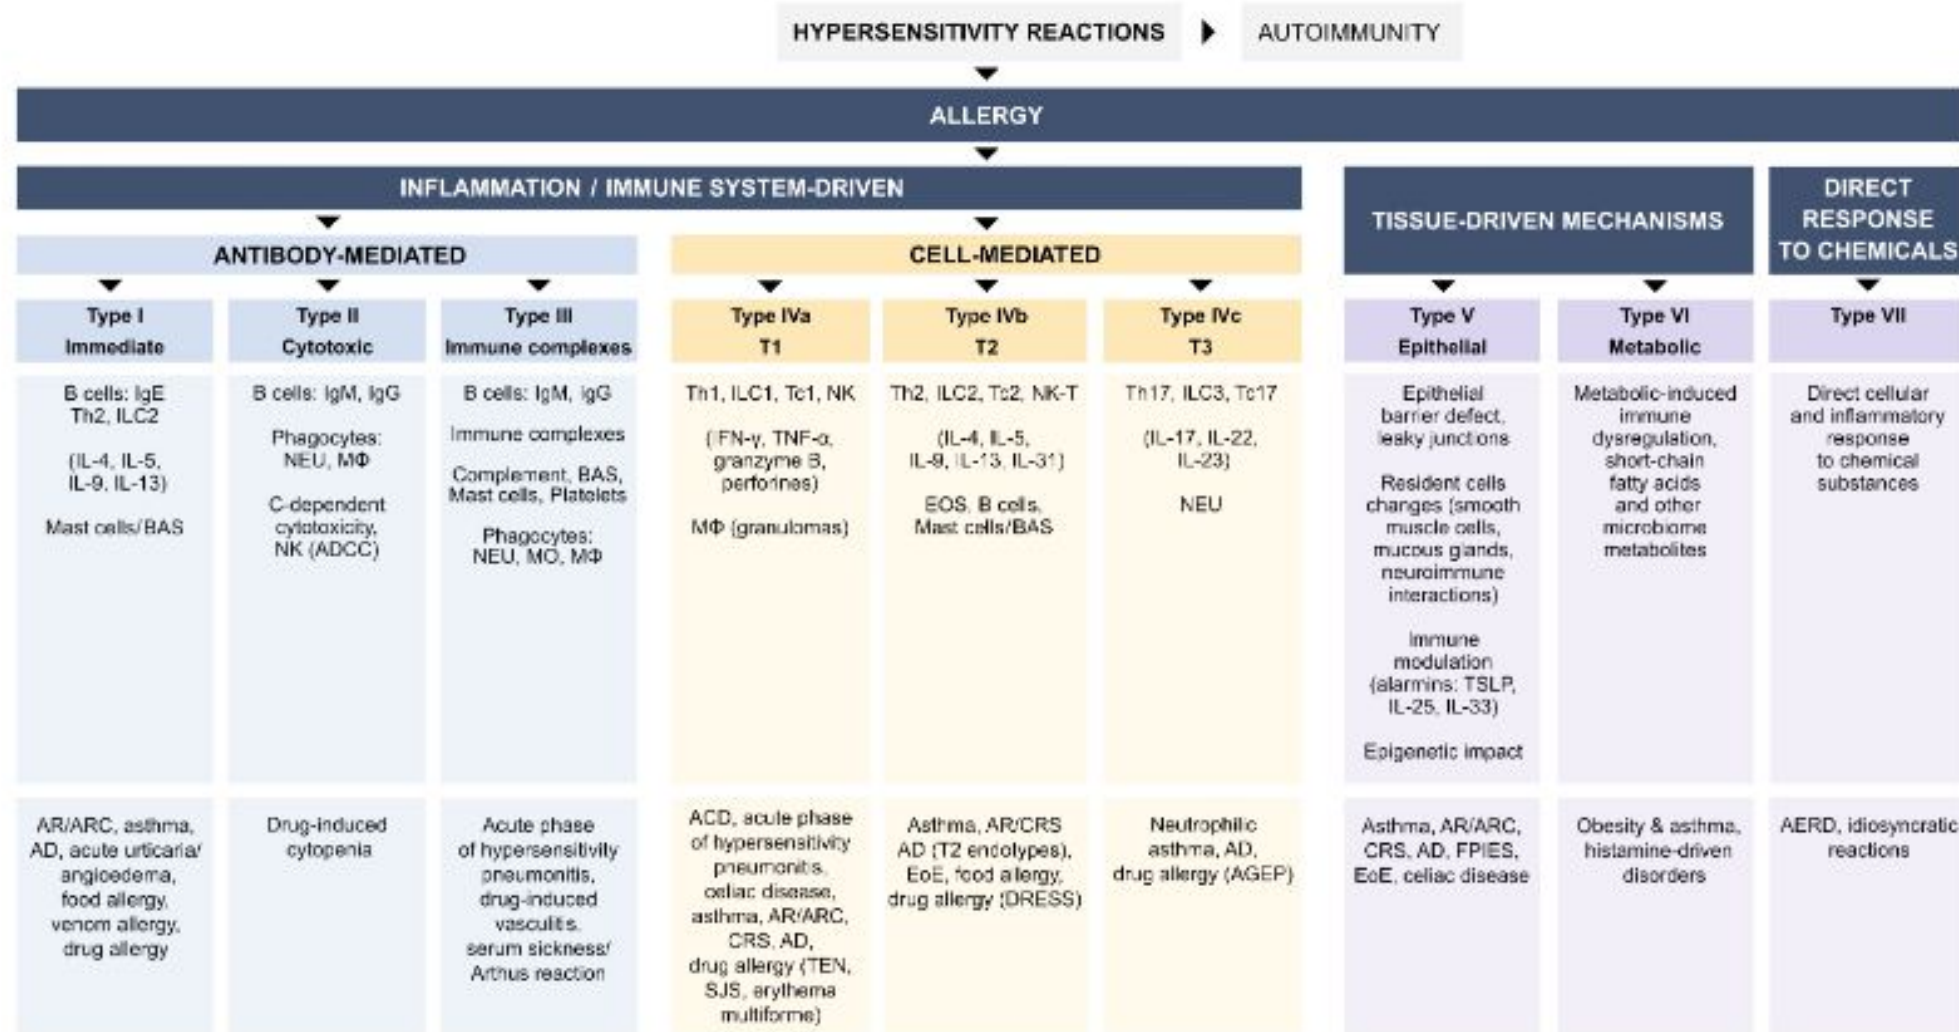 HYPERSENSITIVITY REACTIONS
AUTOIMMUNITY
ALLERGY
INFLAMMATION / IMMUNE SYSTEM-DRIVEN
TISSUE-DRIVEN MECHANISMS
DIRECT
RESPONSE
TO CHEMICALS
ANTIBODY-MEDIATED
CELL-MEDIATED
Type I
Immediate
B cells: IgE
Th2, ILC2
(IL-4, IL-5,
IL-9, IL-13)
Mast cells/BAS
AR/ARC, asthma,
AD, acute urticaria/
angioedema,
food allergy,
venom allergy,
drug allergy
Type II
Cytotoxic
B cells: IgM, IgG
Phagocytes:
NEU, MΦ
C-dependent
cytotoxicity,
NK (ADCC)
Drug-induced
cytopenia
Type III
Immune complexes
B cells: IgM, IgG
Immune complexes
Complement, BAS,
Mast cells, Platelets
Phagocytes:
NEU, MO, MΦ
Acute phase
of hypersensitivity
pneumonitis,
drug-induced
vasculitis,
serum sickness/
Arthus reaction
Type IVa
T1
Th1, ILC1, Tc1, NK
(IFN-γ, TNF-α,
granzyme B,
perforines)
MΦ (granulomas)
ACD, acute phase
of hypersensitivity
pneumonitis,
celiac disease,
asthma, AR/ARC,
CRS, AD,
drug allergy (TEN,
SJS, erythema
multiforme)
Type IVb
T2
Th2, ILC2, Tc2, NK-T
(IL-4, IL-5,
IL-9, IL-13, IL-31)
EOS, B cells,
Mast cells/BAS
Asthma, AR/CRS
AD (T2 endolypes),
EoE, food allergy,
drug allergy (DRESS)
Type IVc
T3
Th17, ILC3, Tc17
(IL-17, IL-22,
IL-23)
NEU
Neutrophilic
asthma, AD,
drug allergy (AGEP)
Type V
Epithelial
Epithelial
barrier defect,
leaky junctions
Resident cells
changes (smooth
muscle cells,
mucous glands,
neuroimmune
interactions)
Immune
modulation
(alarmins: TSLP,
IL-25, IL-33)
Epigenetic impact
Asthma, AR/ARC,
CRS, AD, FPIES,
EoE, celiac disease
Type VI
Metabolic
Metabolic-induced
immune
dysregulation,
short-chain
fatty acids
and other
microbiome
metabolites
Obesity & asthma,
histamine-driven
disorders
Type VII
Direct cellular
and inflammatory
response
to chemical
substances
AERD, idiosyncratic
reactions